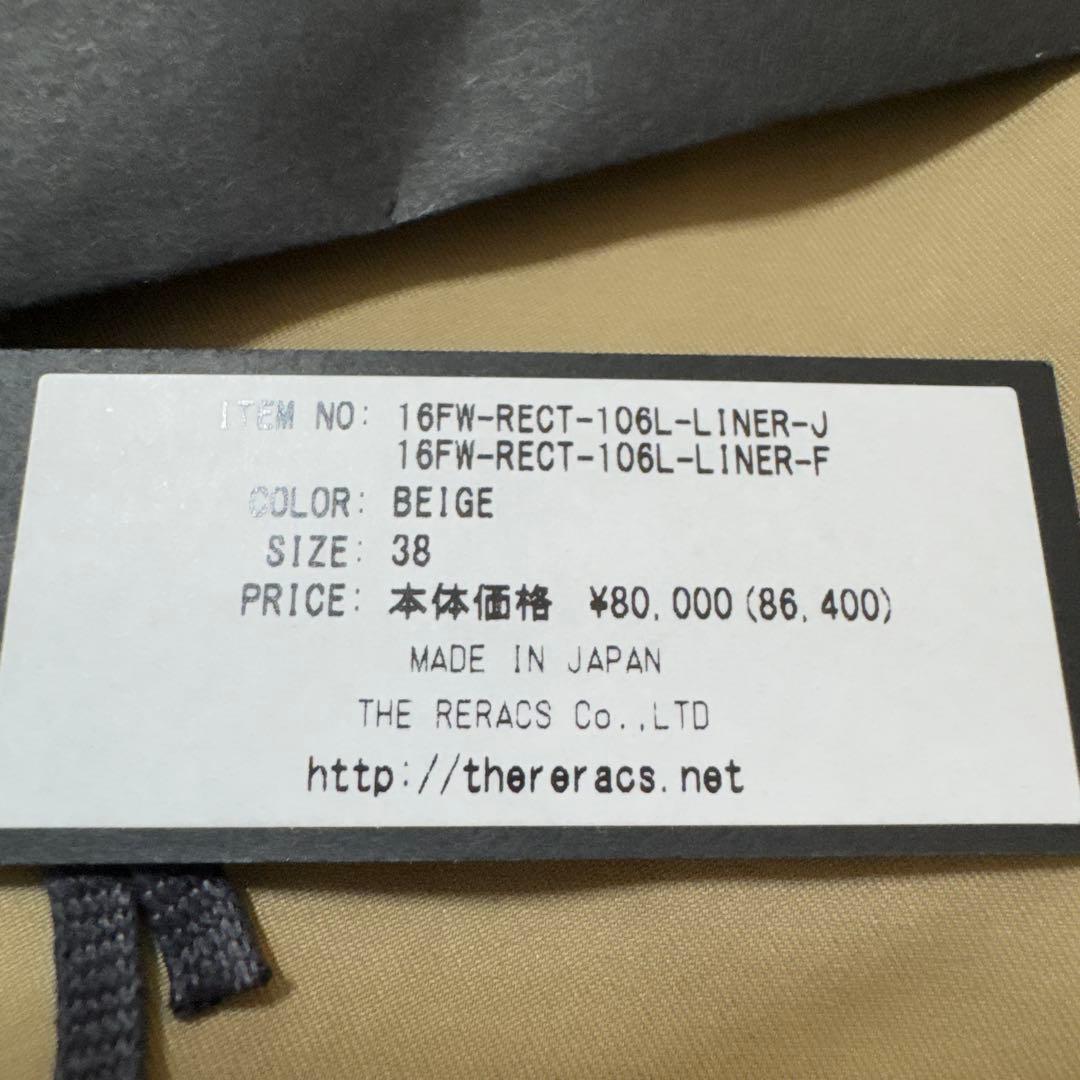 ITEM NO: 16FW-RECT-106L-LINER-J
16FW-RECT-106L-LINER-F
COLOR: BEIGE
SIZE: 38
PRICE: 本体価格 ¥80,000(86,400)
MADE IN JAPAN
THE RERACS Co.,LTD
http://thereracs.net